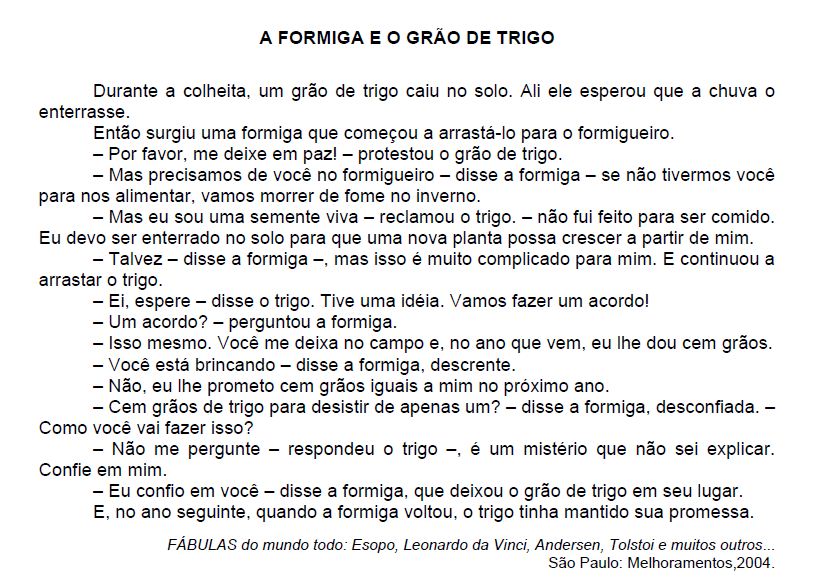 A FORMIGA E O GRÃO DE TRIGO
Durante a colheita, um grão de trigo caiu no solo. Ali ele esperou que a chuva o
enterrasse.
Então surgiu uma formiga que começou a arrastá-lo para o formigueiro.
– Por favor, me deixe em paz! – protestou o grão de trigo.
– Mas precisamos de você no formigueiro – disse a formiga – se não tivermos você
para nos alimentar, vamos morrer de fome no inverno.
– Mas eu sou uma semente viva – reclamou o trigo. – não fui feito para ser comido.
Eu devo ser enterrado no solo para que uma nova planta possa crescer a partir de mim.
– Talvez – disse a formiga –, mas isso é muito complicado para mim. E continuou a
arrastar o trigo.
– Ei, espere – disse o trigo. Tive uma idéia. Vamos fazer um acordo!
– Um acordo? – perguntou a formiga.
– Isso mesmo. Você me deixa no campo e, no ano que vem, eu lhe dou cem grãos.
– Você está brincando – disse a formiga, descrente.
– Não, eu lhe prometo cem grãos iguais a mim no próximo ano.
– Cem grãos de trigo para desistir de apenas um? – disse a formiga, desconfiada. –
Como você vai fazer isso?
– Não me pergunte – respondeu o trigo –, é um mistério que não sei explicar.
Confie em mim.
– Eu confio em você – disse a formiga, que deixou o grão de trigo em seu lugar.
E, no ano seguinte, quando a formiga voltou, o trigo tinha mantido sua promessa.
FÁBULAS do mundo todo: Esopo, Leonardo da Vinci, Andersen, Tolstoi e muitos outros...
São Paulo: Melhoramentos,2004.